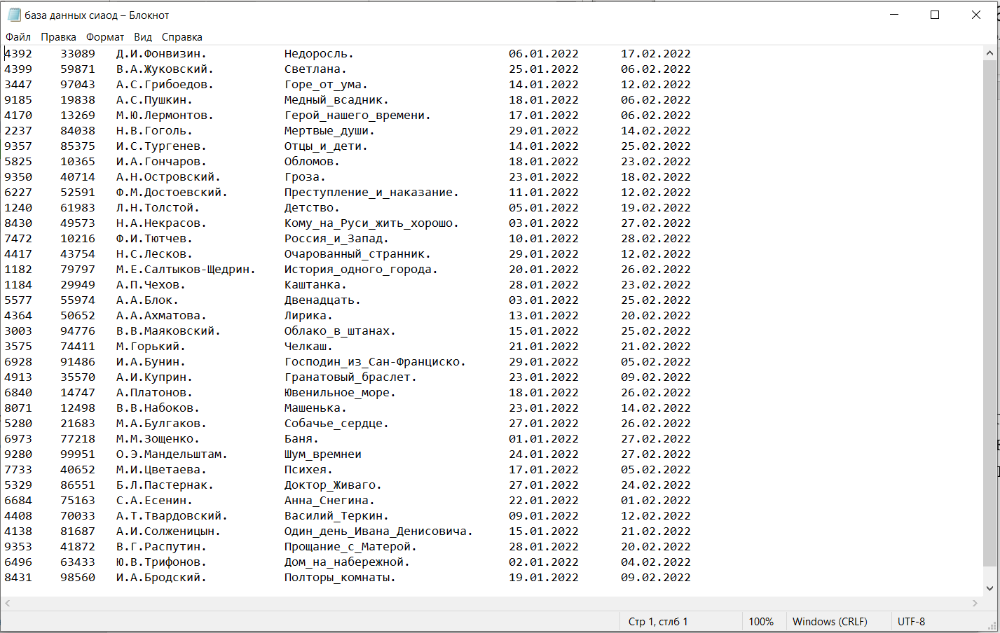 база данных сиаод – Блокнот
Файл Правка Формат Вид Справка
4392 33089 Д.И.Фонвизин. Недоросль. 06.01.2022 17.02.2022
4399 59871 В.А.Жуковский. Светлана. 25.01.2022 06.02.2022
3447 97043 А.С.Грибоедов. Горе_от_ума. 14.01.2022 12.02.2022
9185 19838 А.С.Пушкин. Медный_всадник. 18.01.2022 06.02.2022
4170 13269 М.Ю.Лермонтов. Герой_нашего_времени. 17.01.2022 06.02.2022
2237 84038 Н.В.Гоголь. Мертвые_души. 29.01.2022 14.02.2022
9357 85375 И.С.Тургенев. Отцы_и_дети. 14.01.2022 25.02.2022
5825 10365 И.А.Гончаров. Обломов. 18.01.2022 23.02.2022
9350 40714 А.Н.Островский. Гроза. 23.01.2022 18.02.2022
6227 52591 Ф.М.Достоевский. Преступление_и_наказание. 11.01.2022 12.02.2022
1240 61983 Л.Н.Толстой. Детство. 05.01.2022 19.02.2022
8430 49573 Н.А.Некрасов. Кому_на_Руси_жить_хорошо. 03.01.2022 27.02.2022
7472 10216 Ф.И.Тютчев. Россия_и_Запад. 10.01.2022 28.02.2022
4417 43754 Н.С.Лесков. Очарованный_странник. 29.01.2022 12.02.2022
1182 79797 М.Е.Салтыков-Щедрин. История_одного_города. 20.01.2022 26.02.2022
1184 29949 А.П.Чехов. Каштанка. 28.01.2022 23.02.2022
5577 55974 А.А.Блок. Двенадцать. 03.01.2022 25.02.2022
4364 50652 А.А.Ахматова. Лирика. 13.01.2022 20.02.2022
3003 94776 В.В.Маяковский. Облако_в_штанах. 15.01.2022 25.02.2022
3575 74411 М.Горький. Челкаш. 21.01.2022 21.02.2022
6928 91486 И.А.Бунин. Господин_из_Сан-Франциско. 29.01.2022 05.02.2022
4913 35570 А.И.Куприн. Гранатовый_браслет. 23.01.2022 09.02.2022
6840 14747 А.Платонов. Ювенильное_море. 18.01.2022 26.02.2022
8071 12498 В.В.Набоков. Машенька. 23.01.2022 14.02.2022
5280 21683 М.А.Булгаков. Собачье_сердце. 27.01.2022 26.02.2022
6973 77218 М.М.Зощенко. Баня. 01.01.2022 27.02.2022
9280 99951 О.Э.Мандельштам. Шум_времнеи 24.01.2022 27.02.2022
7733 40652 М.И.Цветаева. Психея. 17.01.2022 05.02.2022
5329 86551 Б.Л.Пастернак. Доктор_Живаго. 27.01.2022 24.02.2022
6684 75163 С.А.Есенин. Анна_Снегина. 22.01.2022 01.02.2022
4408 70033 А.Т.Твардовский. Василий_Теркин. 09.01.2022 12.02.2022
4138 81687 А.И.Солженицын. Один_день_Ивана_Денисовича. 15.01.2022 21.02.2022
9353 41872 В.Г.Распутин. Прощание_с_Матерой. 28.01.2022 20.02.2022
6496 63433 Ю.В.Трифонов. Дом_на_набережной. 02.01.2022 04.02.2022
8431 98560 И.А.Бродский. Полторы_комнаты. 19.01.2022 09.02.2022
Стр 1, стлб 1 100% Windows (CRLF) UTF-8